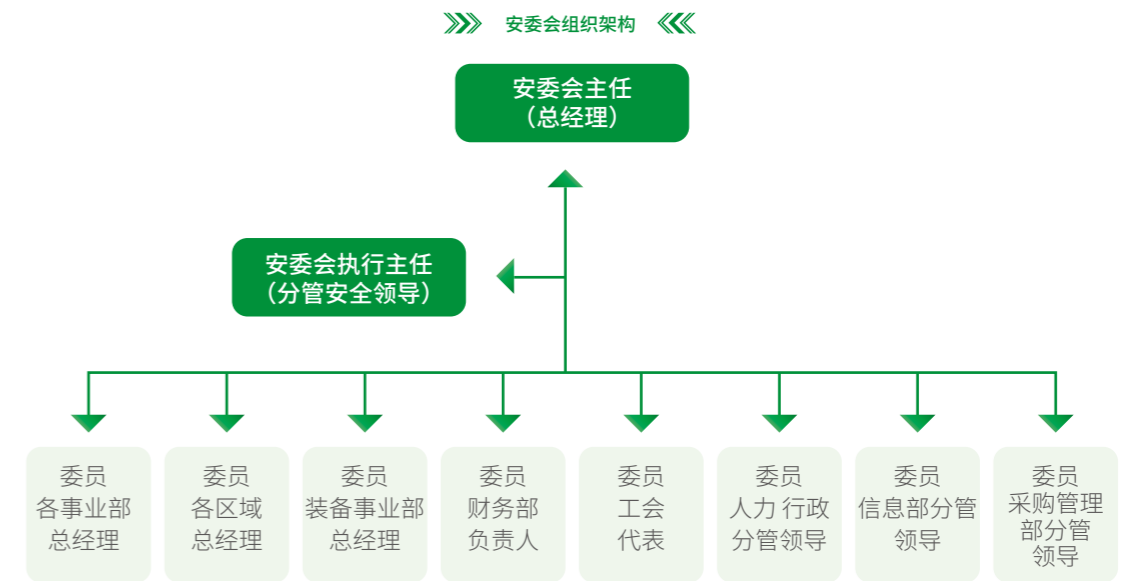 安委会组织架构
安委会主任
（总经理）
安委会执行主任
（分管安全领导）
委员
各事业部
总经理
委员
各区域
总经理
委员
装备事业部
总经理
委员
财务部
负责人
委员
工会
代表
委员
人力 行政
分管领导
委员
信息部分管
领导
委员
采购管理
部分管
领导